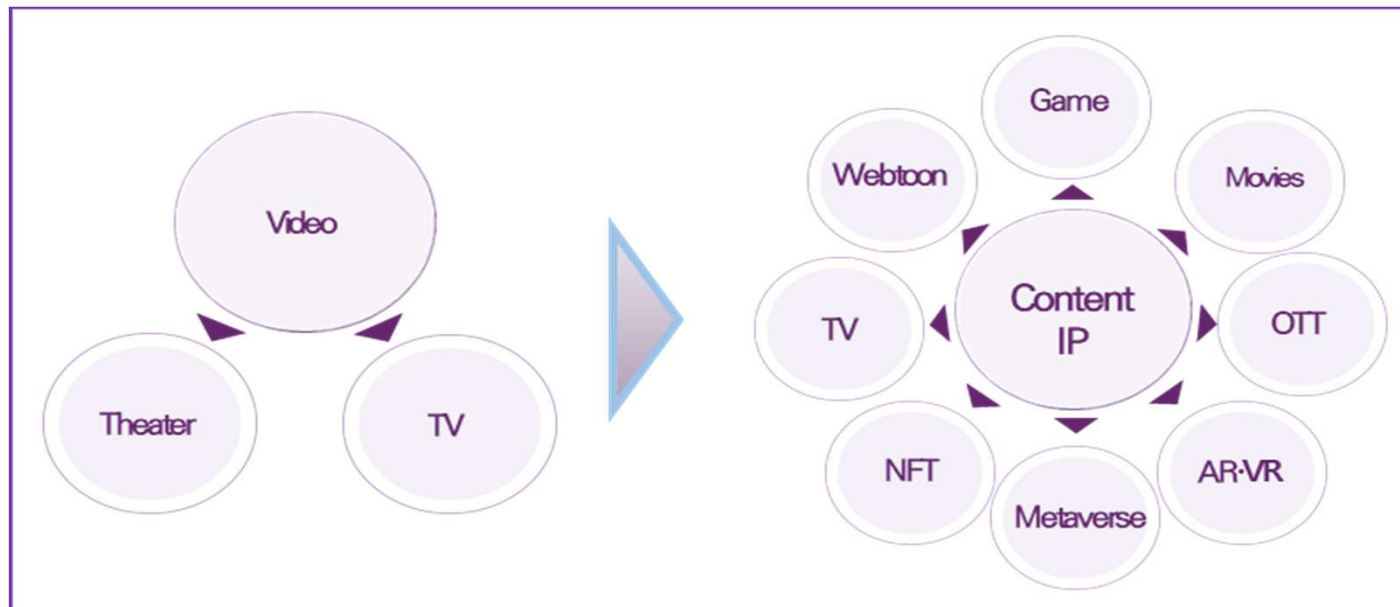 Video
Theater
TV
Game
Webtoon
Movies
TV
Content
IP
OTT
NFT
AR·VR
Metaverse